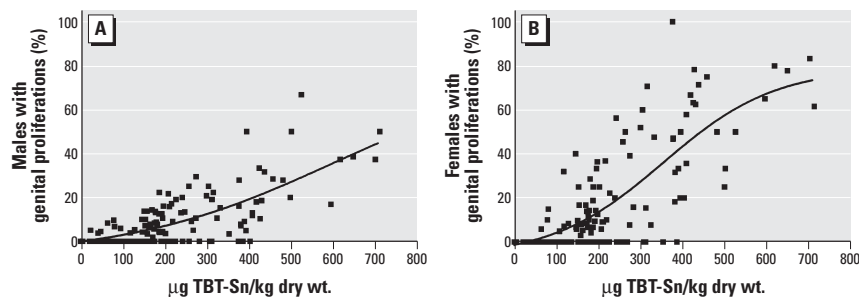 A
Males with
genital proliferations (%)
100
80
60
40
20
0
0 100 200 300 400 500 600 700 800
μg TBT-Sn/kg dry wt.
B
Females with
genital proliferations (%)
100
80
60
40
20
0
0 100 200 300 400 500 600 700 800
μg TBT-Sn/kg dry wt.